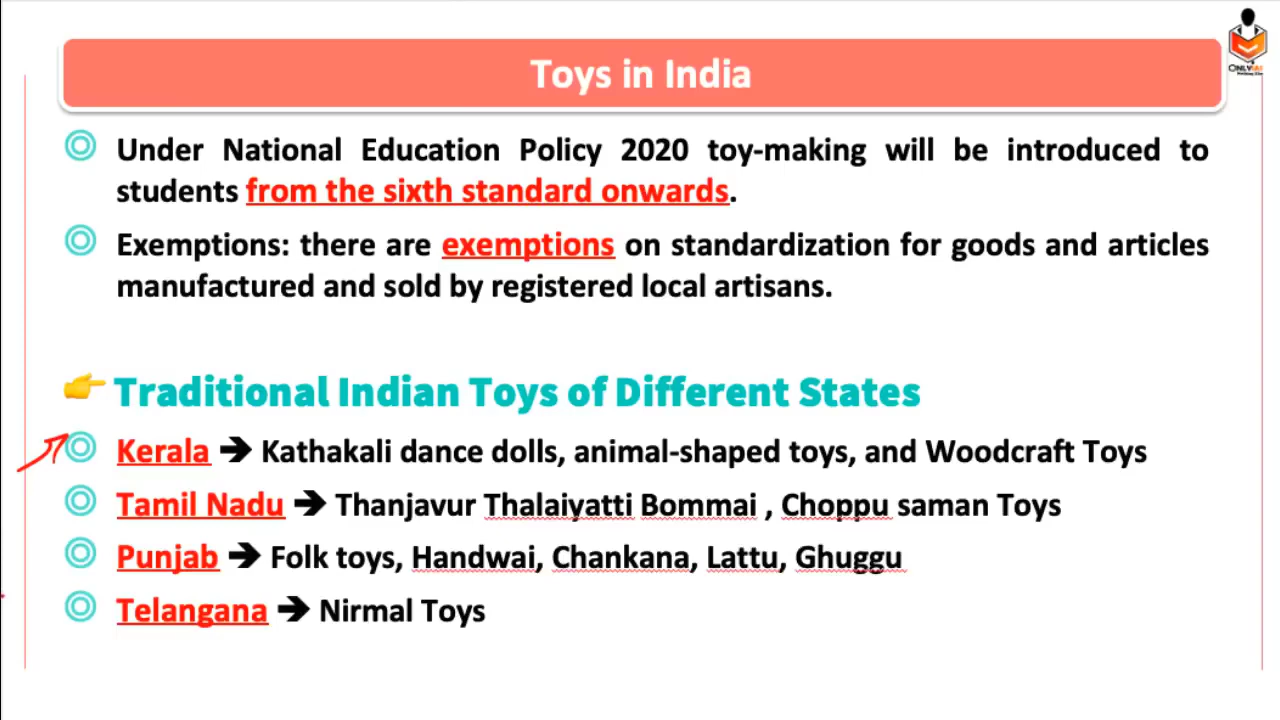 Toys in India
ONLYIAS
Under National Education Policy 2020 toy-making will be introduced to
students from the sixth standard onwards.
Exemptions: there are exemptions on standardization for goods and articles
manufactured and sold by registered local artisans.
Traditional Indian Toys of Different States
Kerala ➔ Kathakali dance dolls, animal-shaped toys, and Woodcraft Toys
Tamil Nadu ➔ Thanjavur Thalaiyatti Bommai , Choppu saman Toys
Punjab ➔ Folk toys, Handwai, Chankana, Lattu, Ghuggu
Telangana ➔ Nirmal Toys